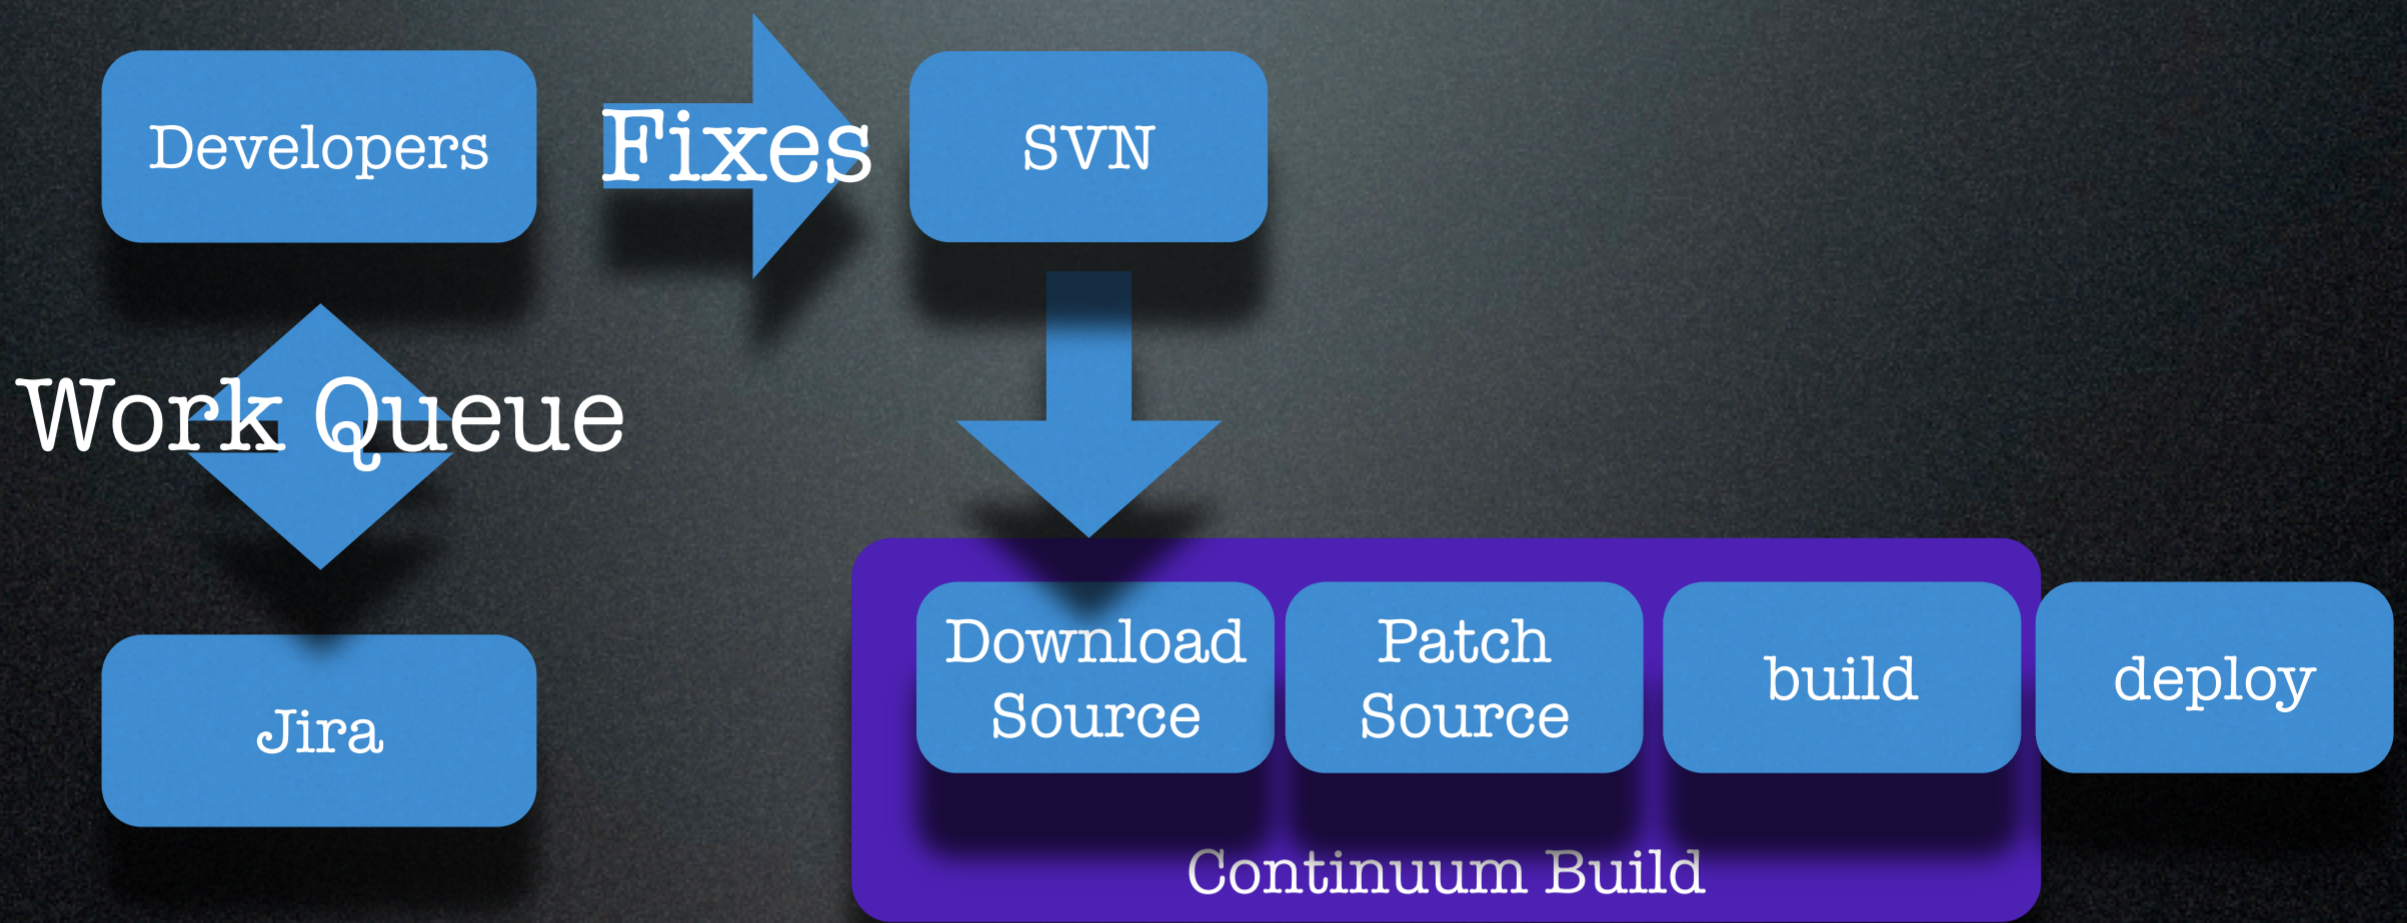 Developers
Fixes
SVN
Work Queue
Jira
Download
Source
Patch
Source
build
deploy
Continuum Build